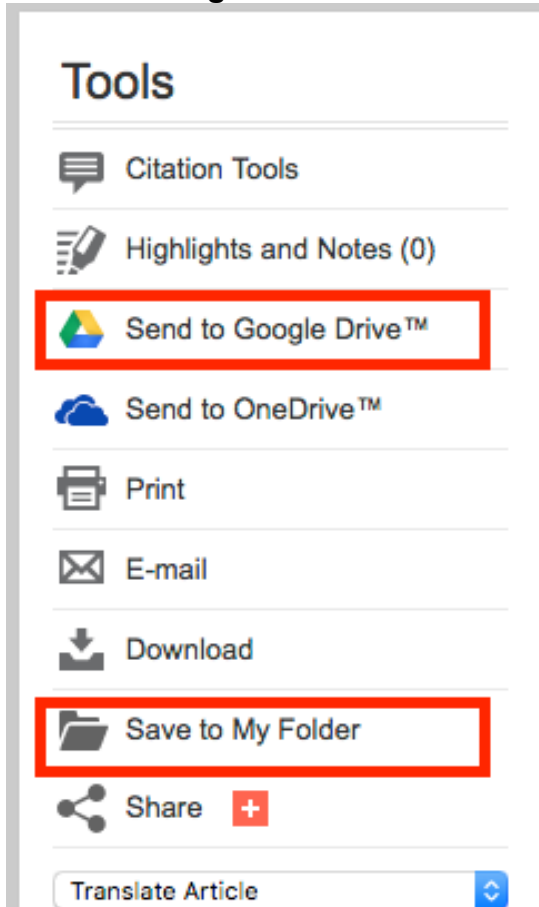 Tools
Citation Tools
Highlights and Notes (0)
Send to Google Drive™
Send to OneDrive™
Print
E-mail
Download
Save to My Folder
Share +
Translate Article